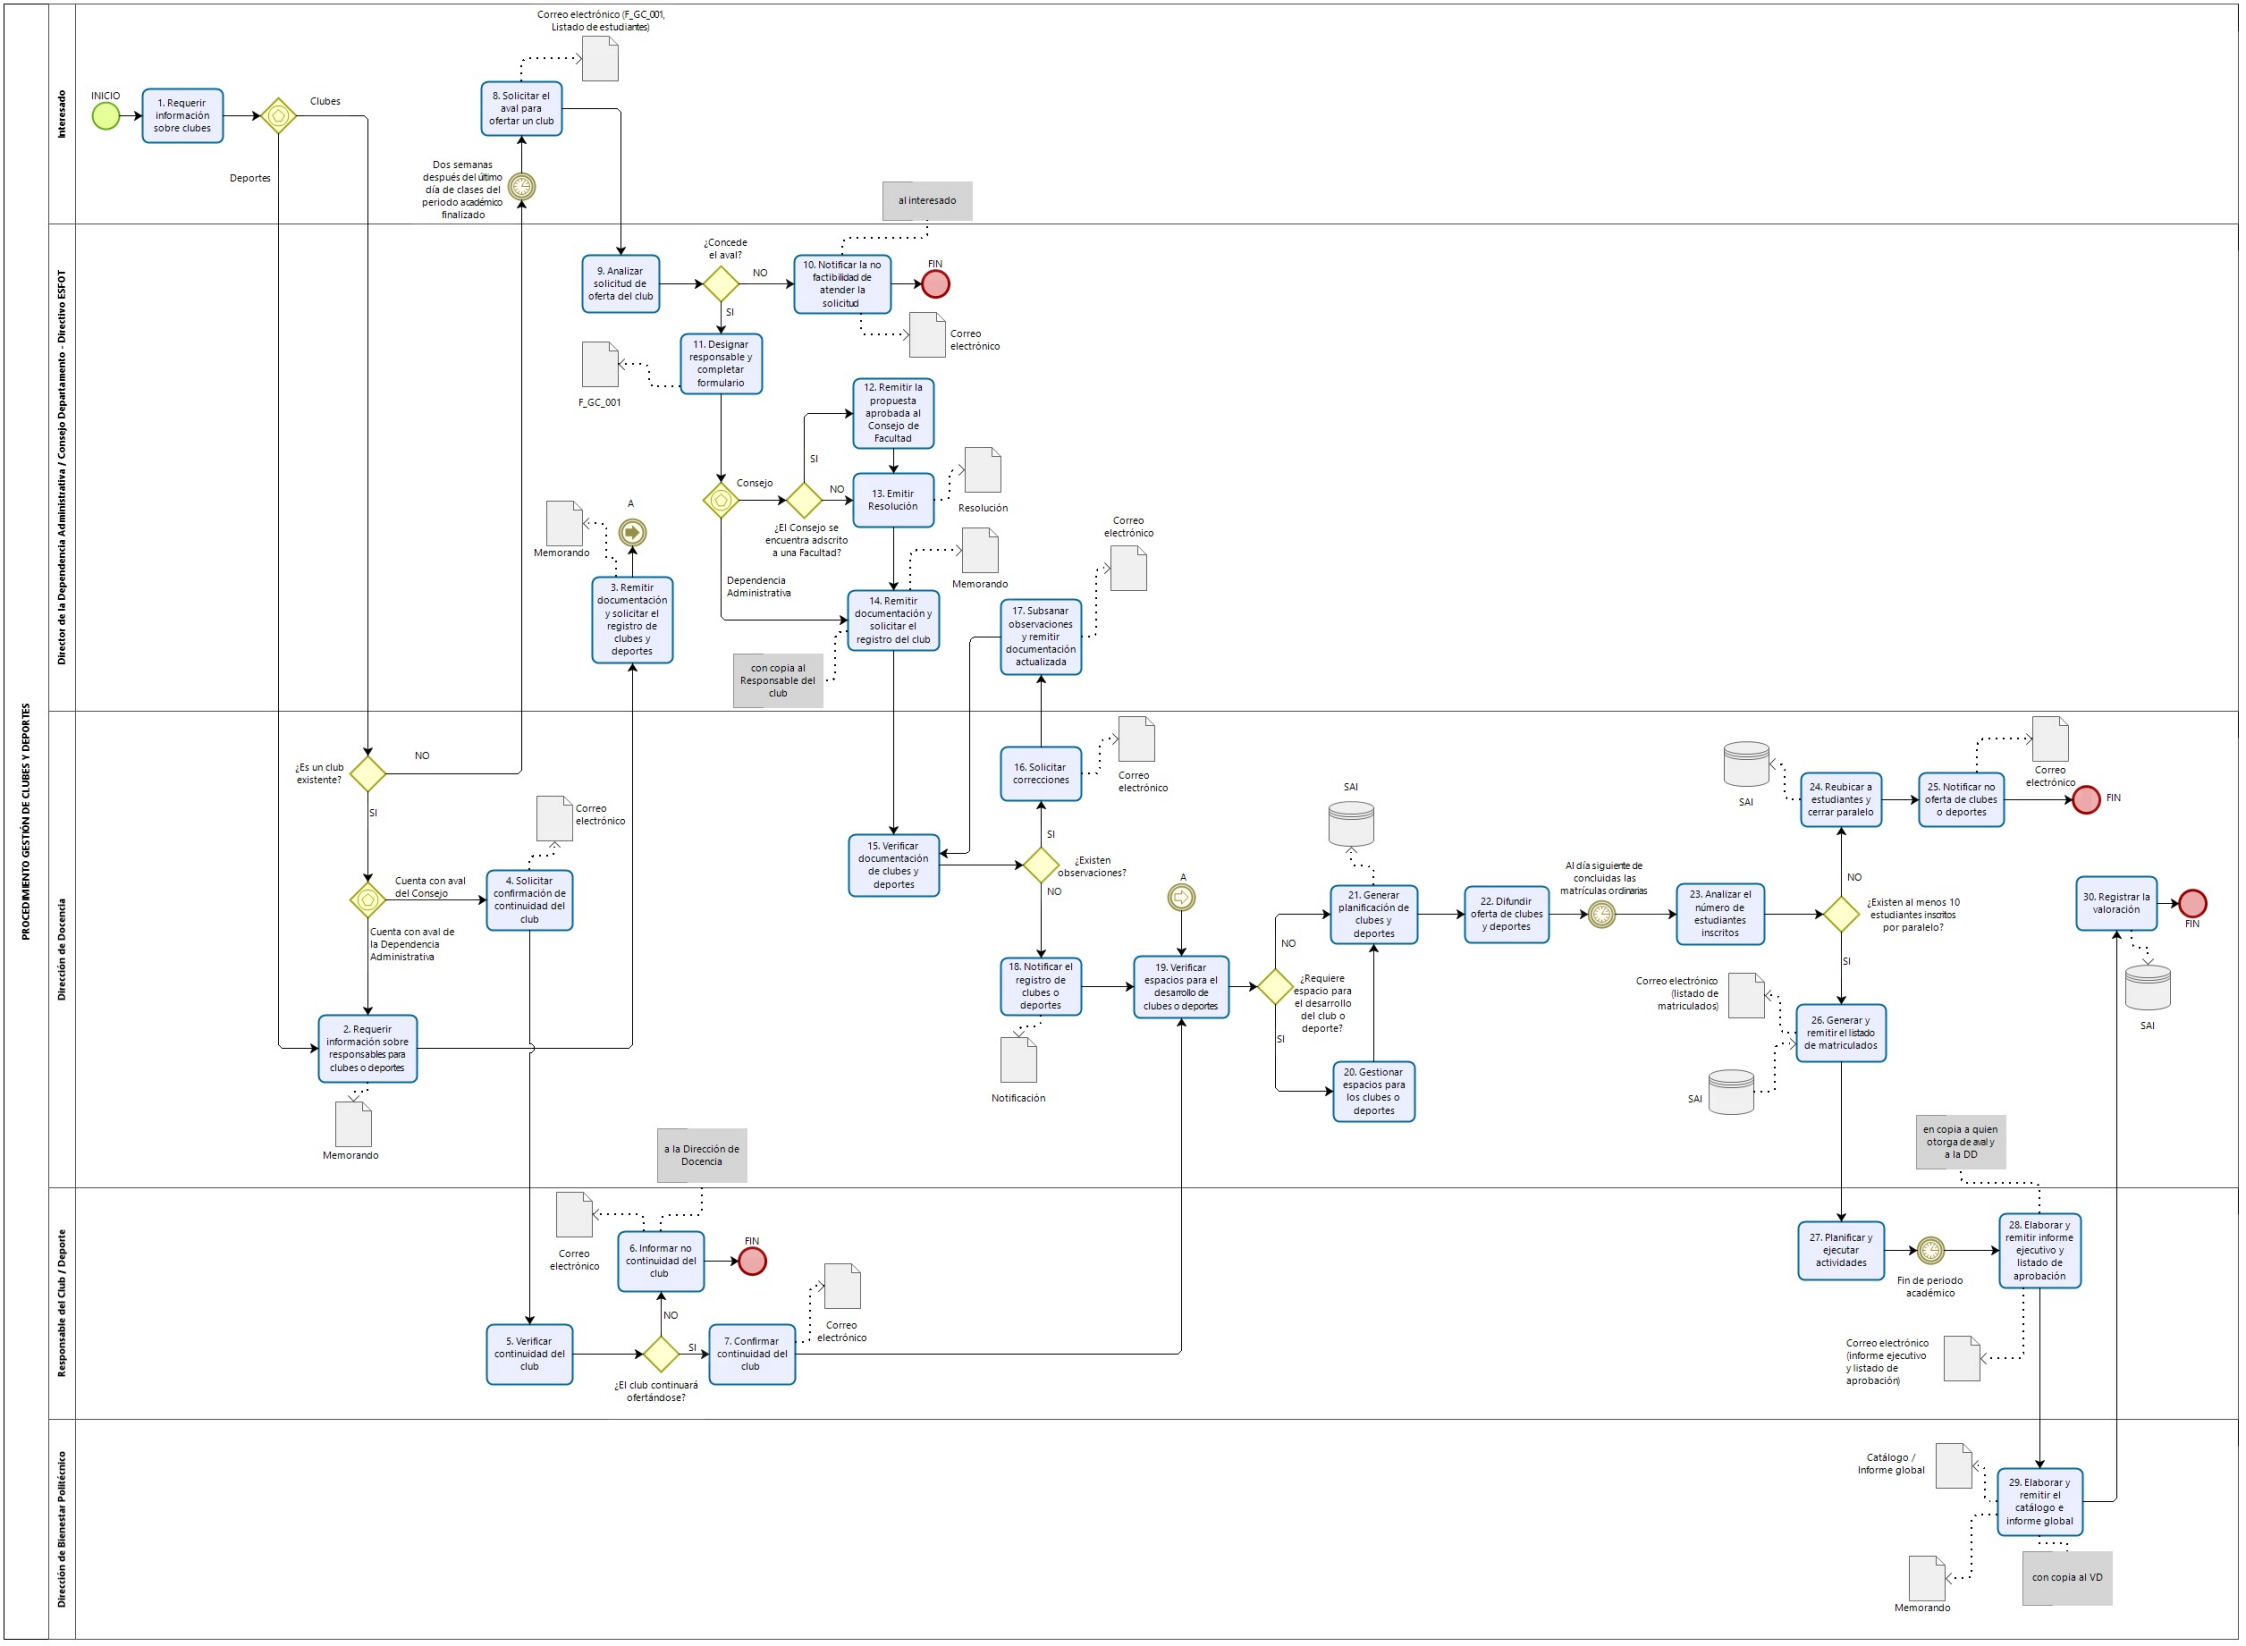 PROCEDIMIENTO GESTIÓN DE CLUBES Y DEPORTES
Interesado
INICIO
1. Requerir
información
sobre clubes
Clubes
Deportes
Correo electrónico (F_GC_001,
Listado de estudiantes)
8. Solicitar el
aval para
ofertar un club
Dos semanas
después del último
día de clases del
periodo académico
finalizado
al interesado
Director de la Dependencia Administrativa / Consejo Departamento - Directivo ESFOT
9. Analizar
solicitud de
oferta del club
¿Concede
el aval?
NO
SI
10. Notificar la no
factibilidad de
atender la
solicitud
FIN
Correo
electrónico
11. Designar
responsable y
completar
formulario
F_GC_001
12. Remitir la
propuesta
aprobada al
Consejo de
Facultad
SI
Consejo
NO
¿El Consejo se
encuentra adscrito
a una Facultad?
13. Emitir
Resolución
Resolución
A
Memorando
3. Remitir
documentación
y solicitar el
registro de
clubes y
deportes
Dependencia
Administrativa
Memorando
14. Remitir
documentación y
solicitar el
registro del club
con copia al
Responsable del
club
Correo
electrónico
17. Subsanar
observaciones
y remitir
documentación
actualizada
Dirección de Docencia
¿Es un club
existente?
NO
SI
Correo
electrónico
Cuenta con aval
del Consejo
4. Solicitar
confirmación de
continuidad del
club
Cuenta con aval de
la Dependencia
Administrativa
2. Requerir
información sobre
responsables para
clubes o deportes
Memorando
16. Solicitar
correcciones
Correo
electrónico
15. Verificar
documentación
de clubes y
deportes
SI
¿Existen
observaciones?
NO
18. Notificar el
registro de
clubes o
deportes
Notificación
A
19. Verificar
espacios para el
desarrollo de
clubes o deportes
NO
¿Requiere
espacio para
el desarrollo
del club o
deporte?
SI
20. Gestionar
espacios para
los clubes o
deportes
SAI
21. Generar
planificación de
clubes y
deportes
22. Difundir
oferta de clubes
y deportes
Al día siguiente de
concluidas las
matrículas ordinarias
23. Analizar el
número de
estudiantes
inscritos
NO
¿Existen al menos 10
estudiantes inscritos
por paralelo?
SI
SAI
24. Reubicar a
estudiantes y
cerrar paralelo
25. Notificar no
oferta de clubes
o deportes
Correo
electrónico
FIN
Correo electrónico
(listado de
matriculados)
26. Generar y
remitir el listado
de matriculados
SAI
30. Registrar la
valoración
FIN
SAI
en copia a quien
otorga de aval y
a la DD
Responsable del Club / Deporte
a la Dirección de
Docencia
Correo
electrónico
6. Informar no
continuidad del
club
FIN
NO
5. Verificar
continuidad del
club
SI
¿El club continuará
ofertándose?
7. Confirmar
continuidad del
club
Correo
electrónico
27. Planificar y
ejecutar
actividades
Fin de periodo
académico
28. Elaborar y
remitir informe
ejecutivo y
listado de
aprobación
Correo electrónico
(informe ejecutivo
y listado de
aprobación)
Dirección de Bienestar Politécnico
Catálogo /
Informe global
29. Elaborar y
remitir el
catálogo e
informe global
Memorando
con copia al VD